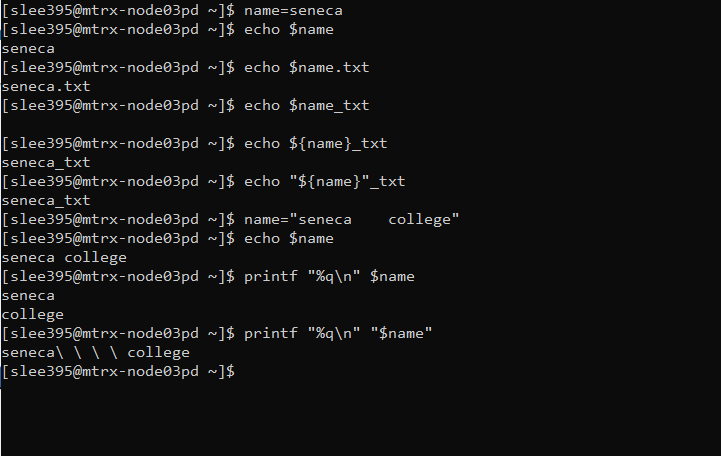 [slee395@mtrx-node03pd ~]$ name=seneca
[slee395@mtrx-node03pd ~]$ echo $name
seneca
[slee395@mtrx-node03pd ~]$ echo $name.txt
seneca.txt
[slee395@mtrx-node03pd ~]$ echo $name_txt

[slee395@mtrx-node03pd ~]$ echo ${name}_txt
seneca_txt
[slee395@mtrx-node03pd ~]$ echo "${name}"_txt
seneca_txt
[slee395@mtrx-node03pd ~]$ name="seneca    college"
[slee395@mtrx-node03pd ~]$ echo $name
seneca college
[slee395@mtrx-node03pd ~]$ printf "%q\n" $name
seneca
college
[slee395@mtrx-node03pd ~]$ printf "%q\n" "$name"
seneca\ \ \ \ college
[slee395@mtrx-node03pd ~]$